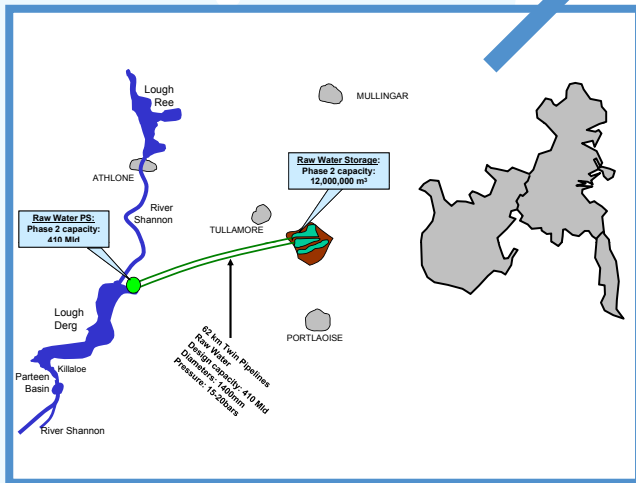 Lough
Ree
MULLINGAR
ATHLONE
Raw Water Storage:
Phase 2 capacity:
12,000,000 m³
River
Shannon
Raw Water PS:
Phase 2 capacity:
410 Mld
TULLAMORE
Lough
Derg
PORTLAOISE
62 km Twin Pipelines
Raw Water
Design capacity: 410 Mld
Diameters: 1400mm
Pressure: 15-20bars
Killaloe
Parteen
Basin
River Shannon